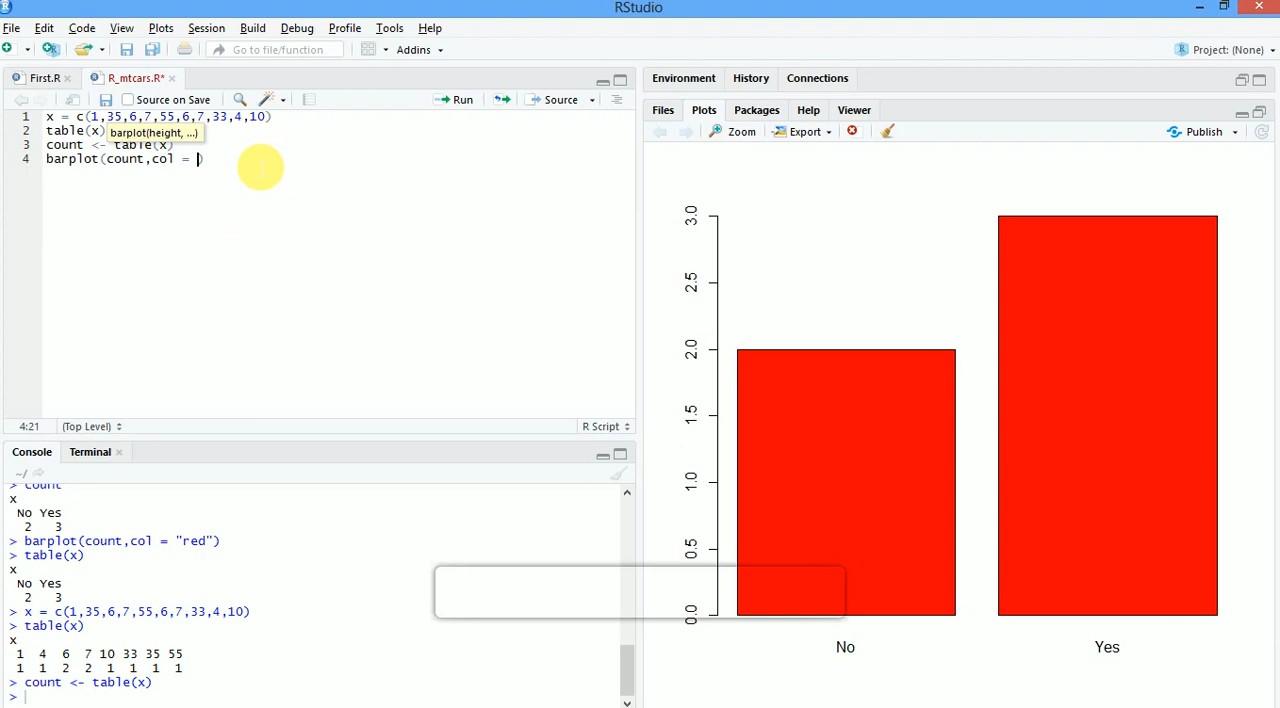 RStudio
File Edit Code View Plots Session Build Debug Profile Tools Help
Go to file/function Addins Project: (None)
First.R R_mtcars.R*
Source on Save Run Source
1 x = c(1,35,6,7,55,6,7,33,4,10)
2 table(x) barplot(height, ...)
3 count <- table(x)
4 barplot(count,col = )
4:21 (Top Level) R Script
Console Terminal
~/
> count
x
No Yes
2 3
> barplot(count,col = "red")
> table(x)
x
No Yes
2 3
> x = c(1,35,6,7,55,6,7,33,4,10)
> table(x)
x
1 4 6 7 10 33 35 55
1 1 2 2 1 1 1 1
> count <- table(x)
>
Environment History Connections
Files Plots Packages Help Viewer
Zoom Export Publish
3.0
2.5
2.0
1.5
1.0
0.5
0.0
No Yes